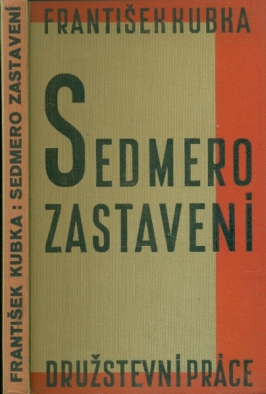 FRANTIŠEK KUBKA: SEDMERO ZASTAVENÍ
FRANTIŠEK KUBKA
SEDMERO
ZASTAVENÍ
DRUŽSTEVNÍ PRÁCE